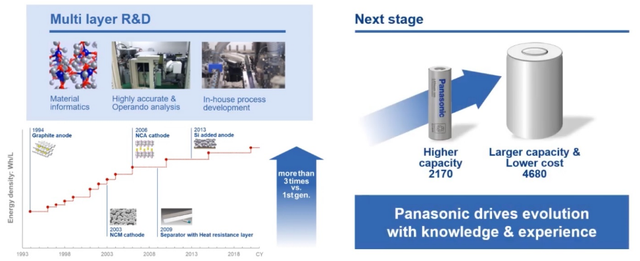 Multi layer R&D
Material
informatics
Highly accurate &
Operando analysis
In-house process
development
Energy density: Wh/L
1994
Graphite anode
2006
NCA cathode
2013
Si added anode
2003
NCM cathode
2009
Separator with Heat resistance layer
more than
3 times
vs.
1st gen.
1993
1998
2003
2008
2013
2018
CY
Next stage
Panasonic
Higher
capacity
2170
Larger capacity &
Lower cost
4680
Panasonic drives evolution
with knowledge & experience